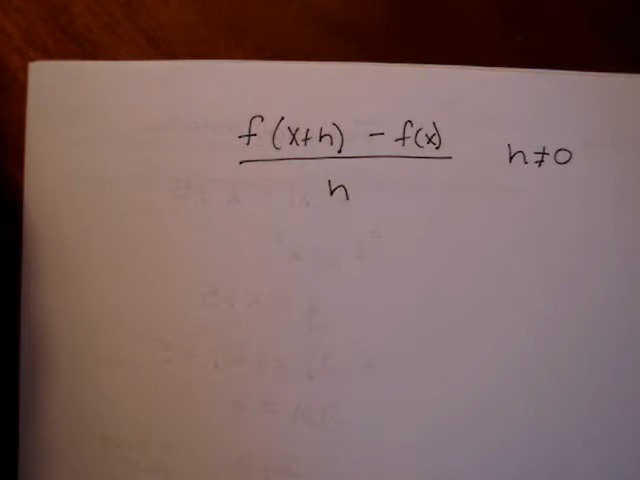 f(x+h) - f(x)   h≠0
h